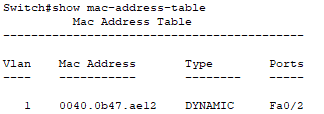 Switch#show mac-address-table
Mac Address Table
-------------------------------------------
Vlan    Mac Address       Type        Ports
----    -----------       --------    -----
1    0040.0b47.ae12    DYNAMIC     Fa0/2